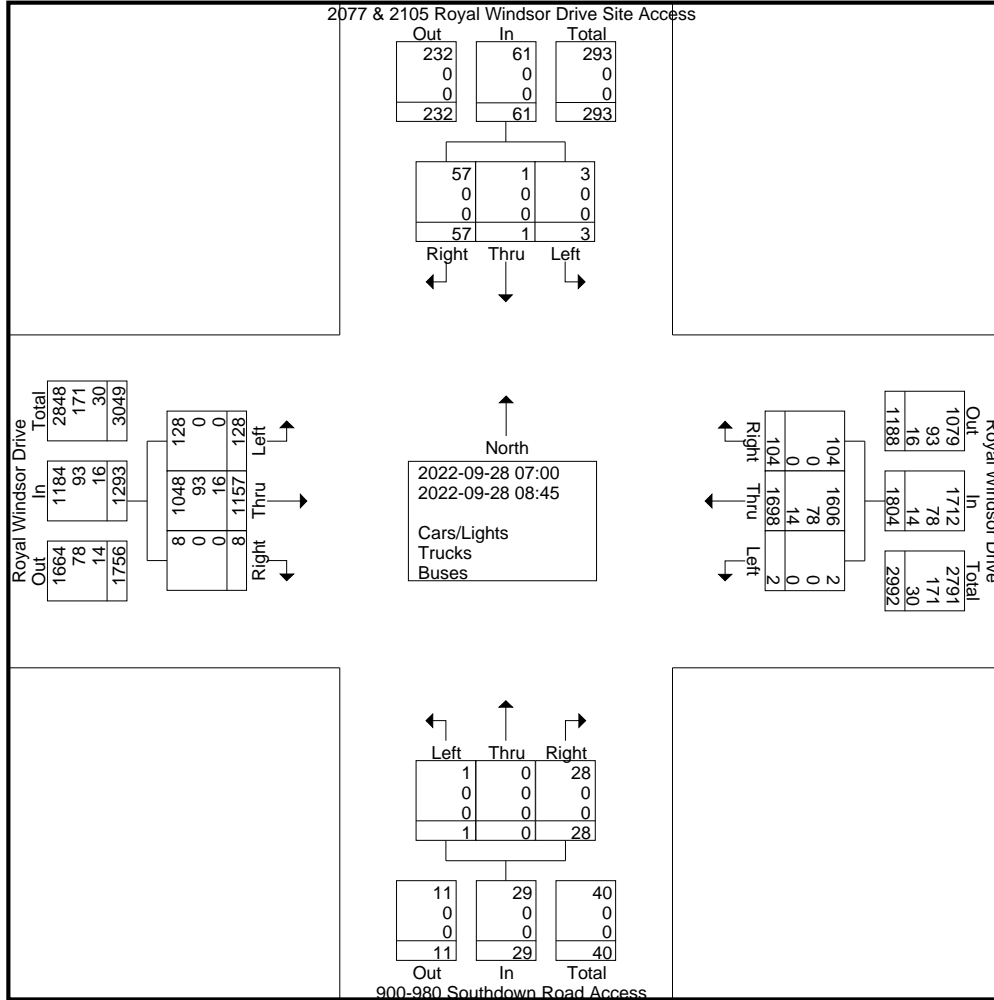 2077 & 2105 Royal Windsor Drive Site Access
Out In Total
232 61 293
0 0 0
0 0 0
232 61 293
57 1 3
0 0 0
0 0 0
57 1 3
Right Thru Left
Royal Windsor Drive
Total In Out
2848 1184 1664
171 93 78
30 16 14
3049 1293 1756
128 1048 8
0 93 0
0 16 0
128 1157 8
Left Thru Right
North
2022-09-28 07:00
2022-09-28 08:45
Cars/Lights
Trucks
Buses
Right Thru Left
104 1606 2
0 78 0
0 14 0
104 1698 2
Royal Windsor Drive
Out In Total
1079 1712 2791
93 78 171
16 14 30
1188 1804 2992
Left Thru Right
1 0 28
0 0 0
0 0 0
1 0 28
11 29 40
0 0 0
0 0 0
11 29 40
Out In Total
900-980 Southdown Road Access